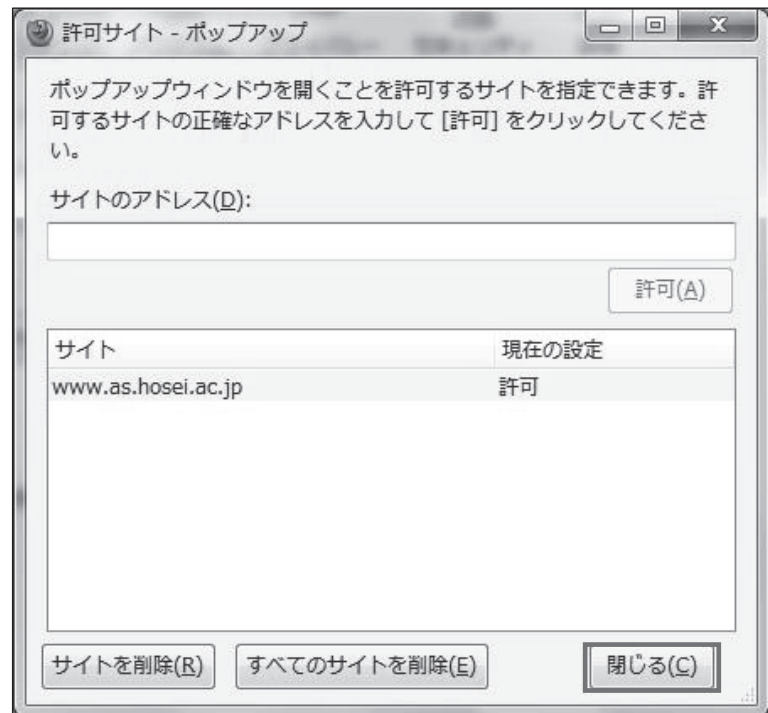 許可サイト - ポップアップ
ポップアップウィンドウを開くことを許可するサイトを指定できます。許
可するサイトの正確なアドレスを入力して [許可] をクリックしてくださ
い。
サイトのアドレス(D):
許可(A)
サイト 現在の設定
www.as.hosei.ac.jp 許可
サイトを削除(R) すべてのサイトを削除(E) 閉じる(C)